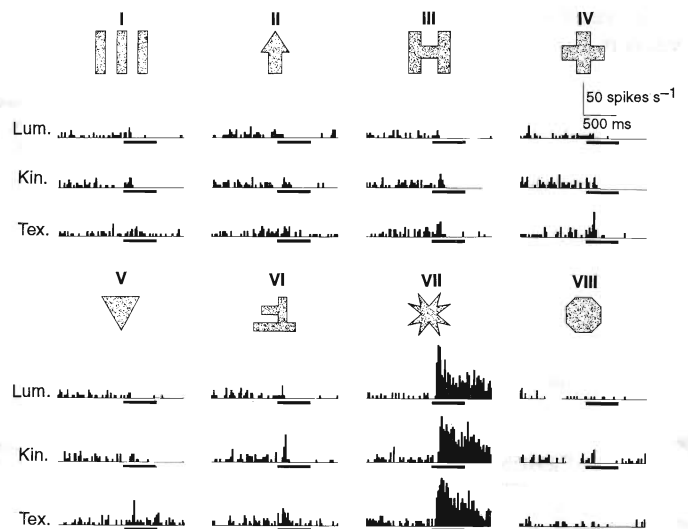 I II III IV
50 spikes s⁻¹
500 ms
Lum.
Kin.
Tex.
V VI VII VIII
Lum.
Kin.
Tex.